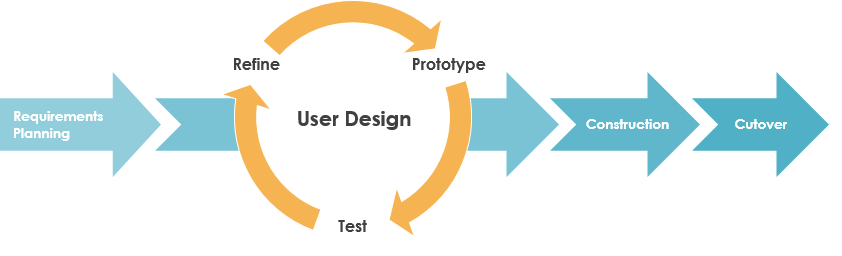 Refine
Prototype
Requirements
Planning
User Design
Construction
Cutover
Test